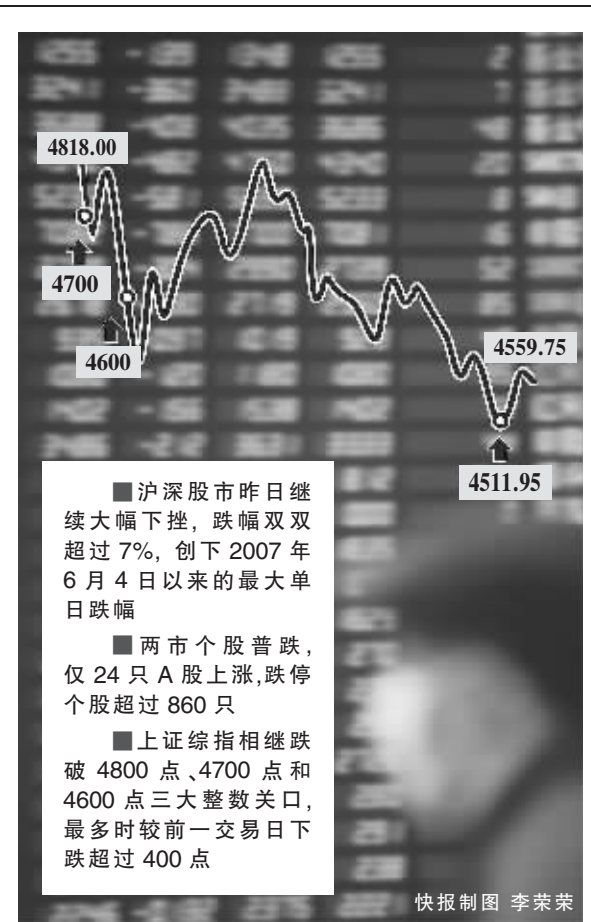 4818.00
4700
4600
4559.75
4511.95
■沪深股市昨日继
续大幅下挫，跌幅双双
超过 7%，创下 2007 年
6 月 4 日以来的最大单
日跌幅
■两市个股普跌，
仅 24 只 A 股上涨,跌停
个股超过 860 只
■上证综指相继跌
破 4800 点、4700 点和
4600 点三大整数关口，
最多时较前一交易日下
跌超过 400 点
快报制图 李荣荣